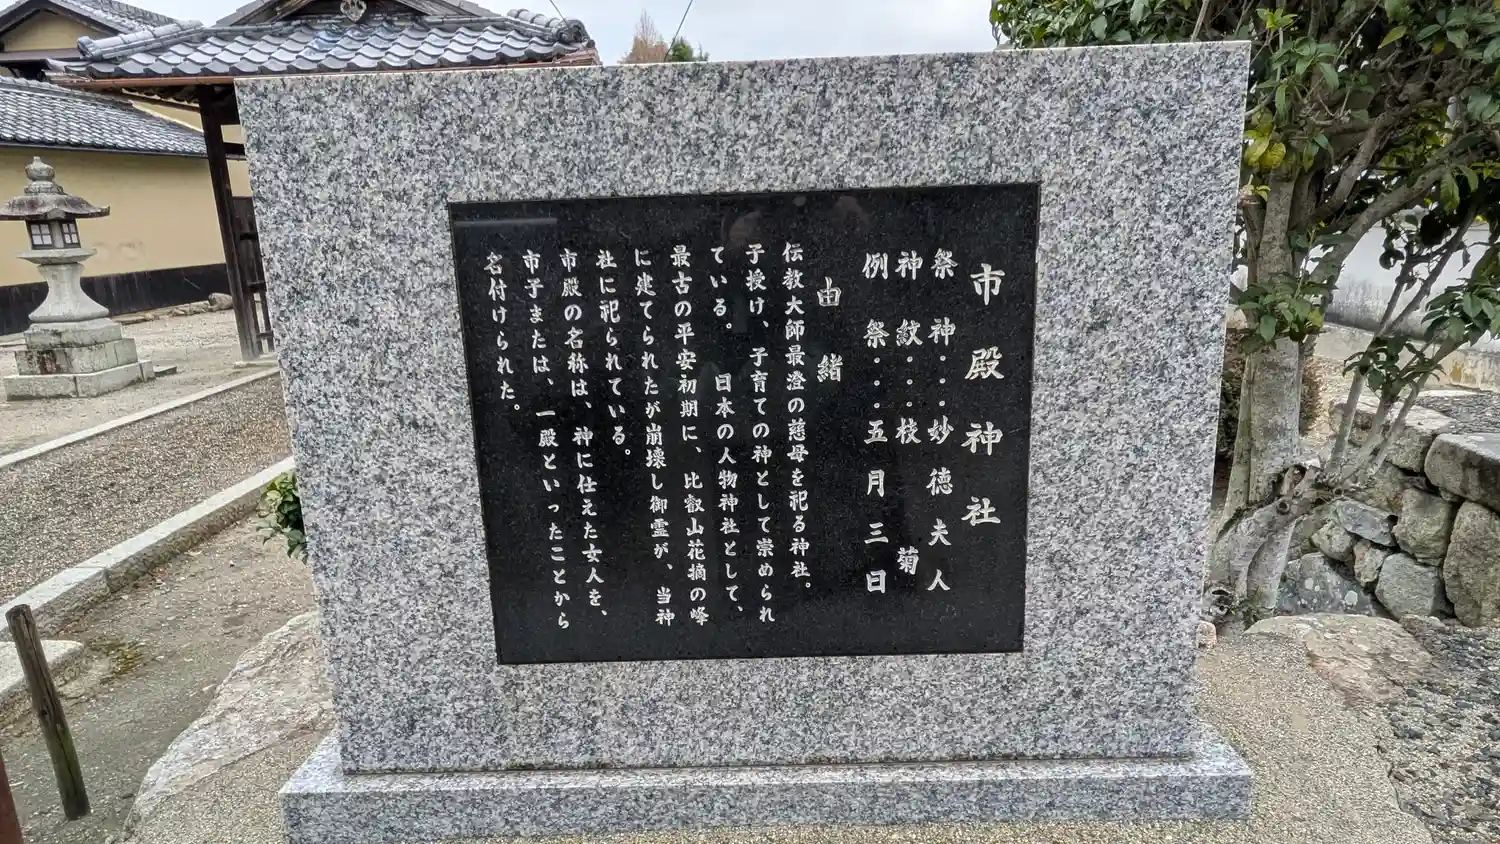 市殿神社
祭神・・・妙徳夫人
神紋・・・枝菊
例祭・・・五月三日
由緒
伝教大師最澄の慈母を祀る神社。
子授け、子育ての神として崇められ
ている。日本の人物神社として、
最古の平安初期に、比叡山花摘の峰
に建てられたが崩壊し御霊が、当神
社に祀られている。
市殿の名称は、神に仕えた女人を、
市子または、一殿といったことから
名付けられた。